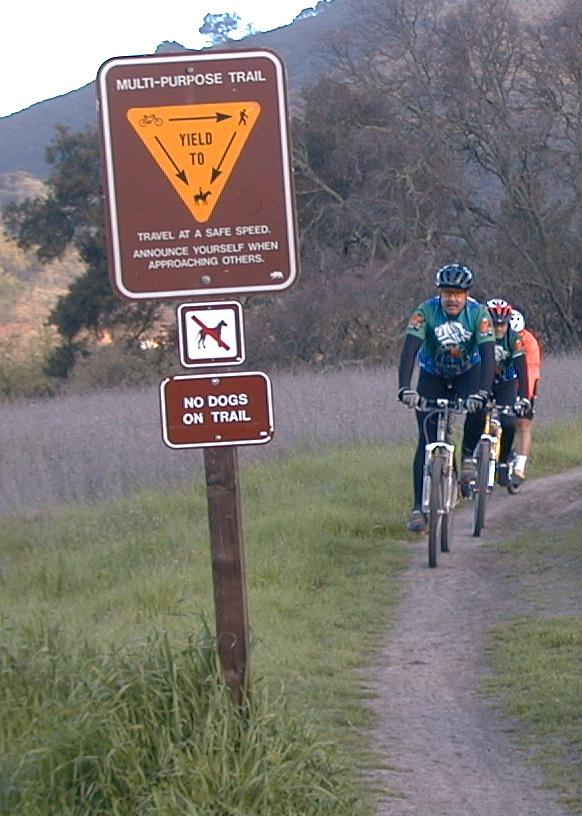 MULTI-PURPOSE TRAIL
YIELD
TO
TRAVEL AT A SAFE SPEED.
ANNOUNCE YOURSELF WHEN
APPROACHING OTHERS.
NO DOGS
ON TRAIL